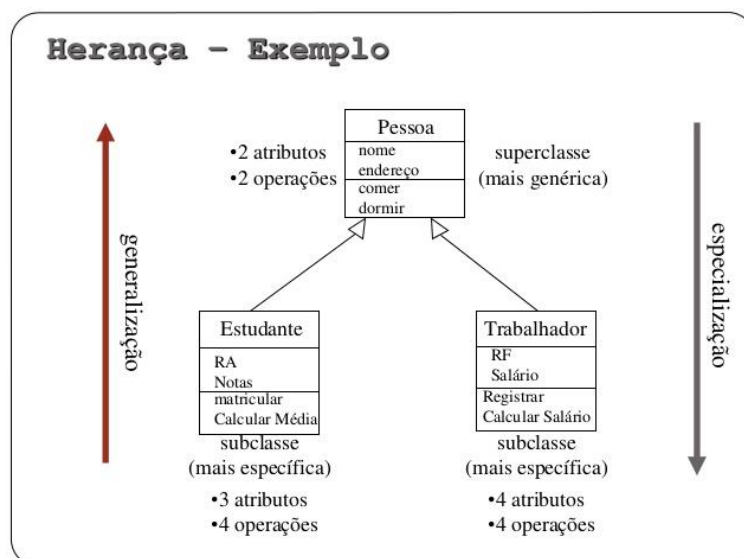 Herança – Exemplo
Pessoa
nome
endereço
comer
dormir
•2 atributos
•2 operações
superclasse
(mais genérica)
generalização
especialização
Estudante
RA
Notas
matricular
Calcular Média
subclasse
(mais específica)
•3 atributos
•4 operações
Trabalhador
RF
Salário
Registrar
Calcular Salário
subclasse
(mais específica)
•4 atributos
•4 operações